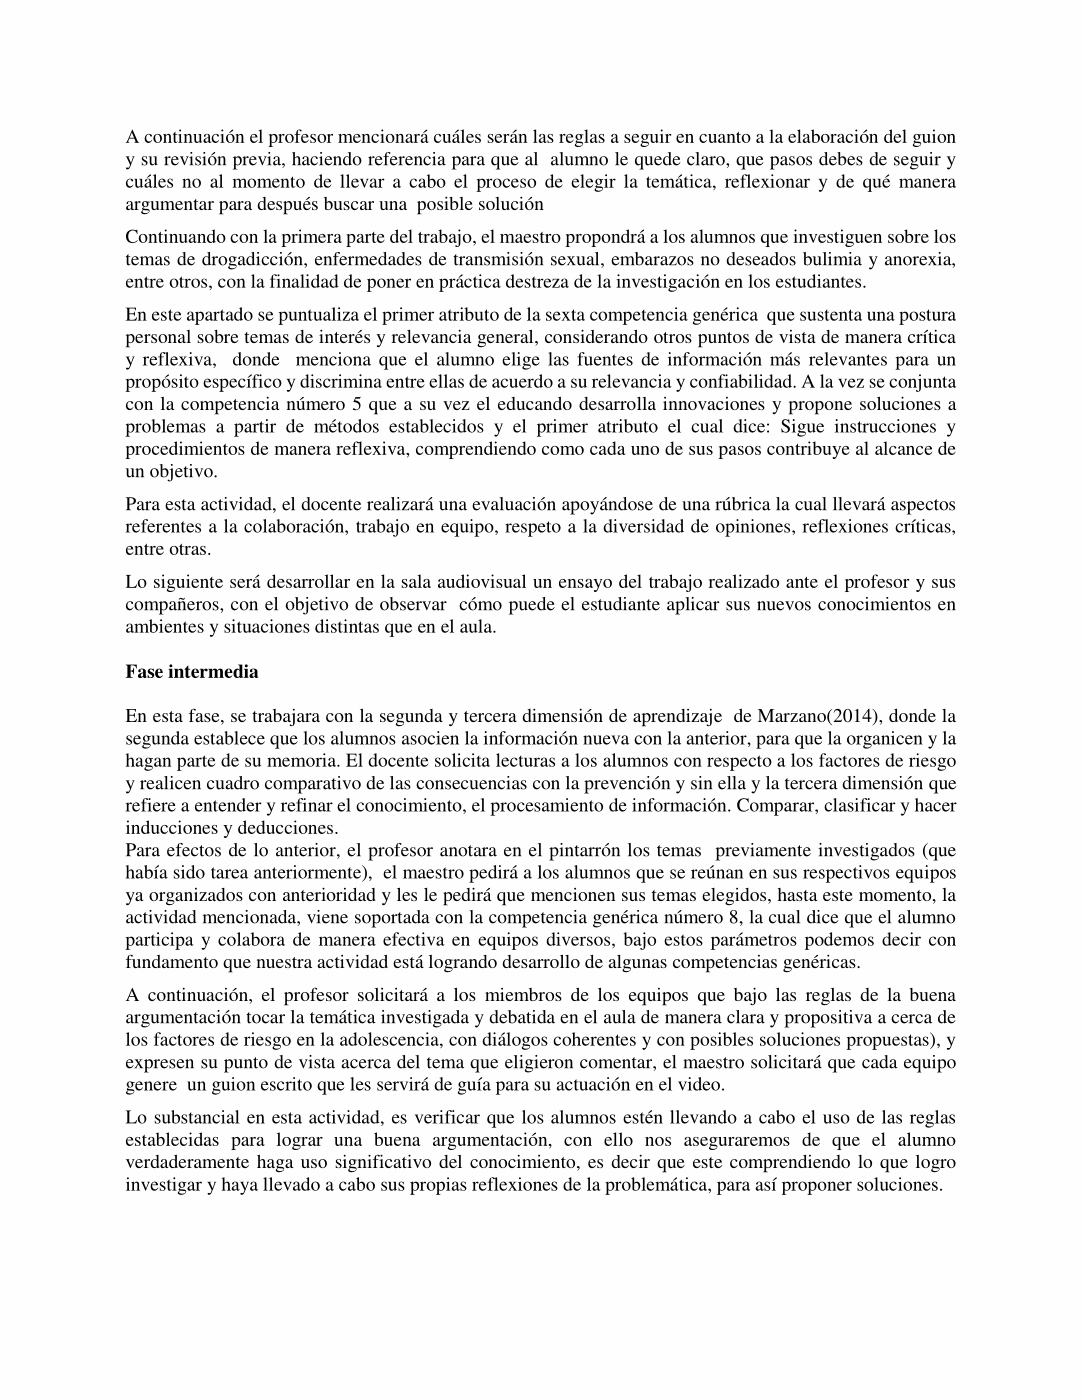 A continuación el profesor mencionará cuáles serán las reglas a seguir en cuanto a la elaboración del guion
y su revisión previa, haciendo referencia para que al  alumno le quede claro, que pasos debes de seguir y
cuáles no al momento de llevar a cabo el proceso de elegir la temática, reflexionar y de qué manera
argumentar para después buscar una  posible solución
Continuando con la primera parte del trabajo, el maestro propondrá a los alumnos que investiguen sobre los
temas de drogadicción, enfermedades de transmisión sexual, embarazos no deseados bulimia y anorexia,
entre otros, con la finalidad de poner en práctica destreza de la investigación en los estudiantes.
En este apartado se puntualiza el primer atributo de la sexta competencia genérica  que sustenta una postura
personal sobre temas de interés y relevancia general, considerando otros puntos de vista de manera crítica
y reflexiva,  donde  menciona que el alumno elige las fuentes de información más relevantes para un
propósito específico y discrimina entre ellas de acuerdo a su relevancia y confiabilidad. A la vez se conjunta
con la competencia número 5 que a su vez el educando desarrolla innovaciones y propone soluciones a
problemas a partir de métodos establecidos y el primer atributo el cual dice: Sigue instrucciones y
procedimientos de manera reflexiva, comprendiendo como cada uno de sus pasos contribuye al alcance de
un objetivo.
Para esta actividad, el docente realizará una evaluación apoyándose de una rúbrica la cual llevará aspectos
referentes a la colaboración, trabajo en equipo, respeto a la diversidad de opiniones, reflexiones críticas,
entre otras.
Lo siguiente será desarrollar en la sala audiovisual un ensayo del trabajo realizado ante el profesor y sus
compañeros, con el objetivo de observar  cómo puede el estudiante aplicar sus nuevos conocimientos en
ambientes y situaciones distintas que en el aula.
Fase intermedia
En esta fase, se trabajara con la segunda y tercera dimensión de aprendizaje  de Marzano(2014), donde la
segunda establece que los alumnos asocien la información nueva con la anterior, para que la organicen y la
hagan parte de su memoria. El docente solicita lecturas a los alumnos con respecto a los factores de riesgo
y realicen cuadro comparativo de las consecuencias con la prevención y sin ella y la tercera dimensión que
refiere a entender y refinar el conocimiento, el procesamiento de información. Comparar, clasificar y hacer
inducciones y deducciones.
Para efectos de lo anterior, el profesor anotara en el pintarrón los temas  previamente investigados (que
había sido tarea anteriormente),  el maestro pedirá a los alumnos que se reúnan en sus respectivos equipos
ya organizados con anterioridad y les le pedirá que mencionen sus temas elegidos, hasta este momento, la
actividad mencionada, viene soportada con la competencia genérica número 8, la cual dice que el alumno
participa y colabora de manera efectiva en equipos diversos, bajo estos parámetros podemos decir con
fundamento que nuestra actividad está logrando desarrollo de algunas competencias genéricas.
A continuación, el profesor solicitará a los miembros de los equipos que bajo las reglas de la buena
argumentación tocar la temática investigada y debatida en el aula de manera clara y propositiva a cerca de
los factores de riesgo en la adolescencia, con diálogos coherentes y con posibles soluciones propuestas), y
expresen su punto de vista acerca del tema que eligieron comentar, el maestro solicitará que cada equipo
genere  un guion escrito que les servirá de guía para su actuación en el video.
Lo substancial en esta actividad, es verificar que los alumnos estén llevando a cabo el uso de las reglas
establecidas para lograr una buena argumentación, con ello nos aseguraremos de que el alumno
verdaderamente haga uso significativo del conocimiento, es decir que este comprendiendo lo que logro
investigar y haya llevado a cabo sus propias reflexiones de la problemática, para así proponer soluciones.